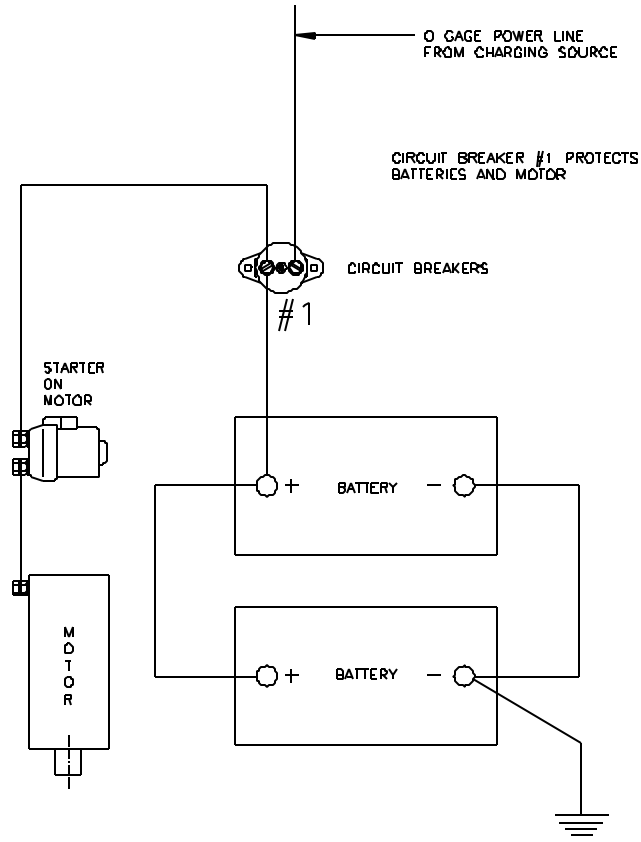 O GAGE POWER LINE
FROM CHARGING SOURCE
CIRCUIT BREAKER #1 PROTECTS
BATTERIES AND MOTOR
CIRCUIT BREAKERS
#1
STARTER
ON
MOTOR
+ BATTERY −
+ BATTERY −
MOTOR